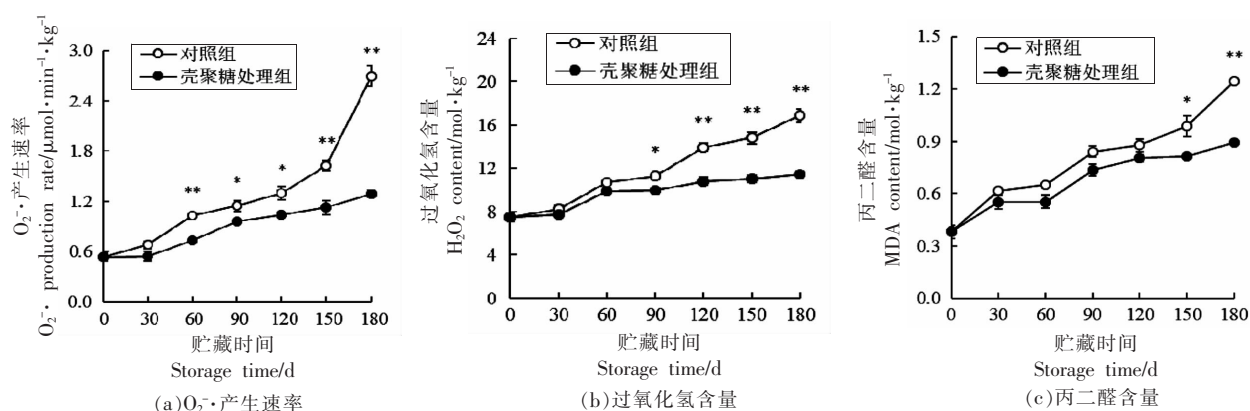 O₂⁻·产生速率
O₂⁻· production rate/μmol·min⁻¹·kg⁻¹
3.0
2.4
1.8
1.2
0.6
0.0
对照组
壳聚糖处理组
** * * ** **
0 30 60 90 120 150 180
贮藏时间
Storage time/d
(a)O₂⁻·产生速率
过氧化氢含量
H₂O₂ content/mol·kg⁻¹
24
20
16
12
8
4
0
对照组
壳聚糖处理组
* ** ** **
0 30 60 90 120 150 180
贮藏时间
Storage time/d
(b)过氧化氢含量
丙二醛含量
MDA content/mol·kg⁻¹
1.5
1.2
0.9
0.6
0.3
0.0
对照组
壳聚糖处理组
* **
0 30 60 90 120 150 180
贮藏时间
Storage time/d
(c)丙二醛含量